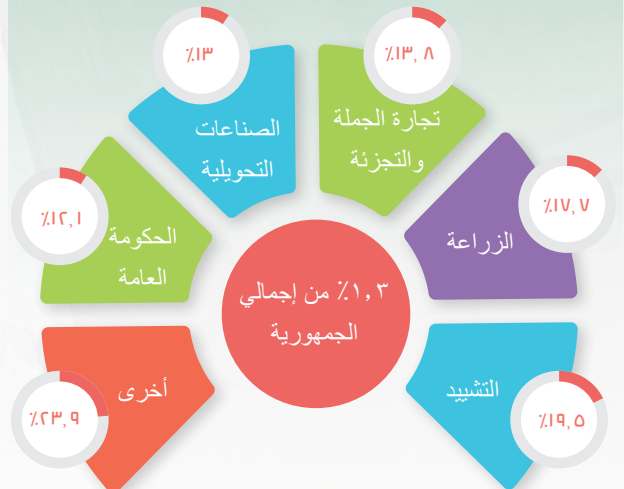 ٪١٣,٨
تجارة الجملة
والتجزئة
٪١٣
الصناعات
التحويلية
٪١٧,٧
الزراعة
٪١٢,١
الحكومة
العامة
٪١,٣ من إجمالي
الجمهورية
٪١٩,٥
التشييد
٪٢٣,٩
أخرى